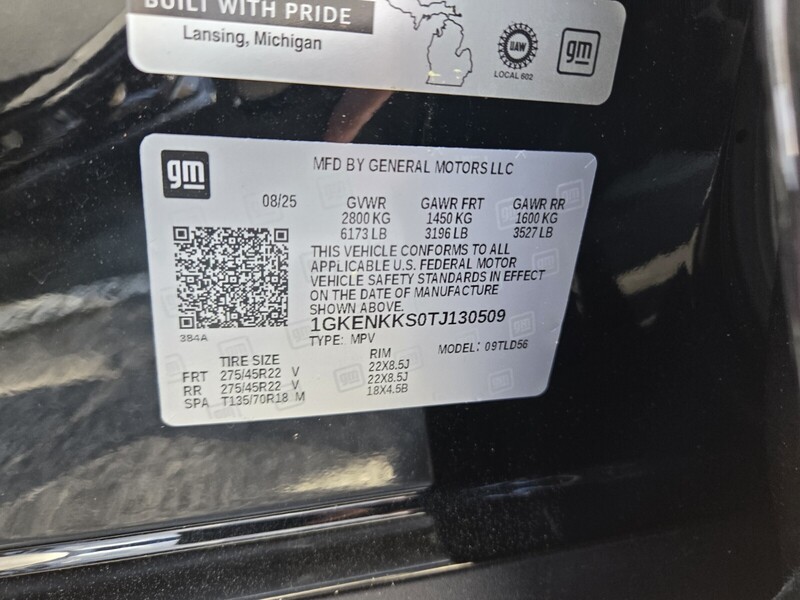 BUILT WITH PRIDE
Lansing, Michigan
UAW
LOCAL 602
gm
gm
MFD BY GENERAL MOTORS LLC
08/25 GVWR GAWR FRT GAWR RR
2800 KG 1450 KG 1600 KG
6173 LB 3196 LB 3527 LB
THIS VEHICLE CONFORMS TO ALL
APPLICABLE U.S. FEDERAL MOTOR
VEHICLE SAFETY STANDARDS IN EFFECT
ON THE DATE OF MANUFACTURE
SHOWN ABOVE.
1GKENKKS0TJ130509
384A
TYPE: MPV MODEL: 09TLD56
TIRE SIZE RIM
FRT 275/45R22 V 22X8.5J
RR 275/45R22 V 22X8.5J
SPA T135/70R18 M 18X4.5B